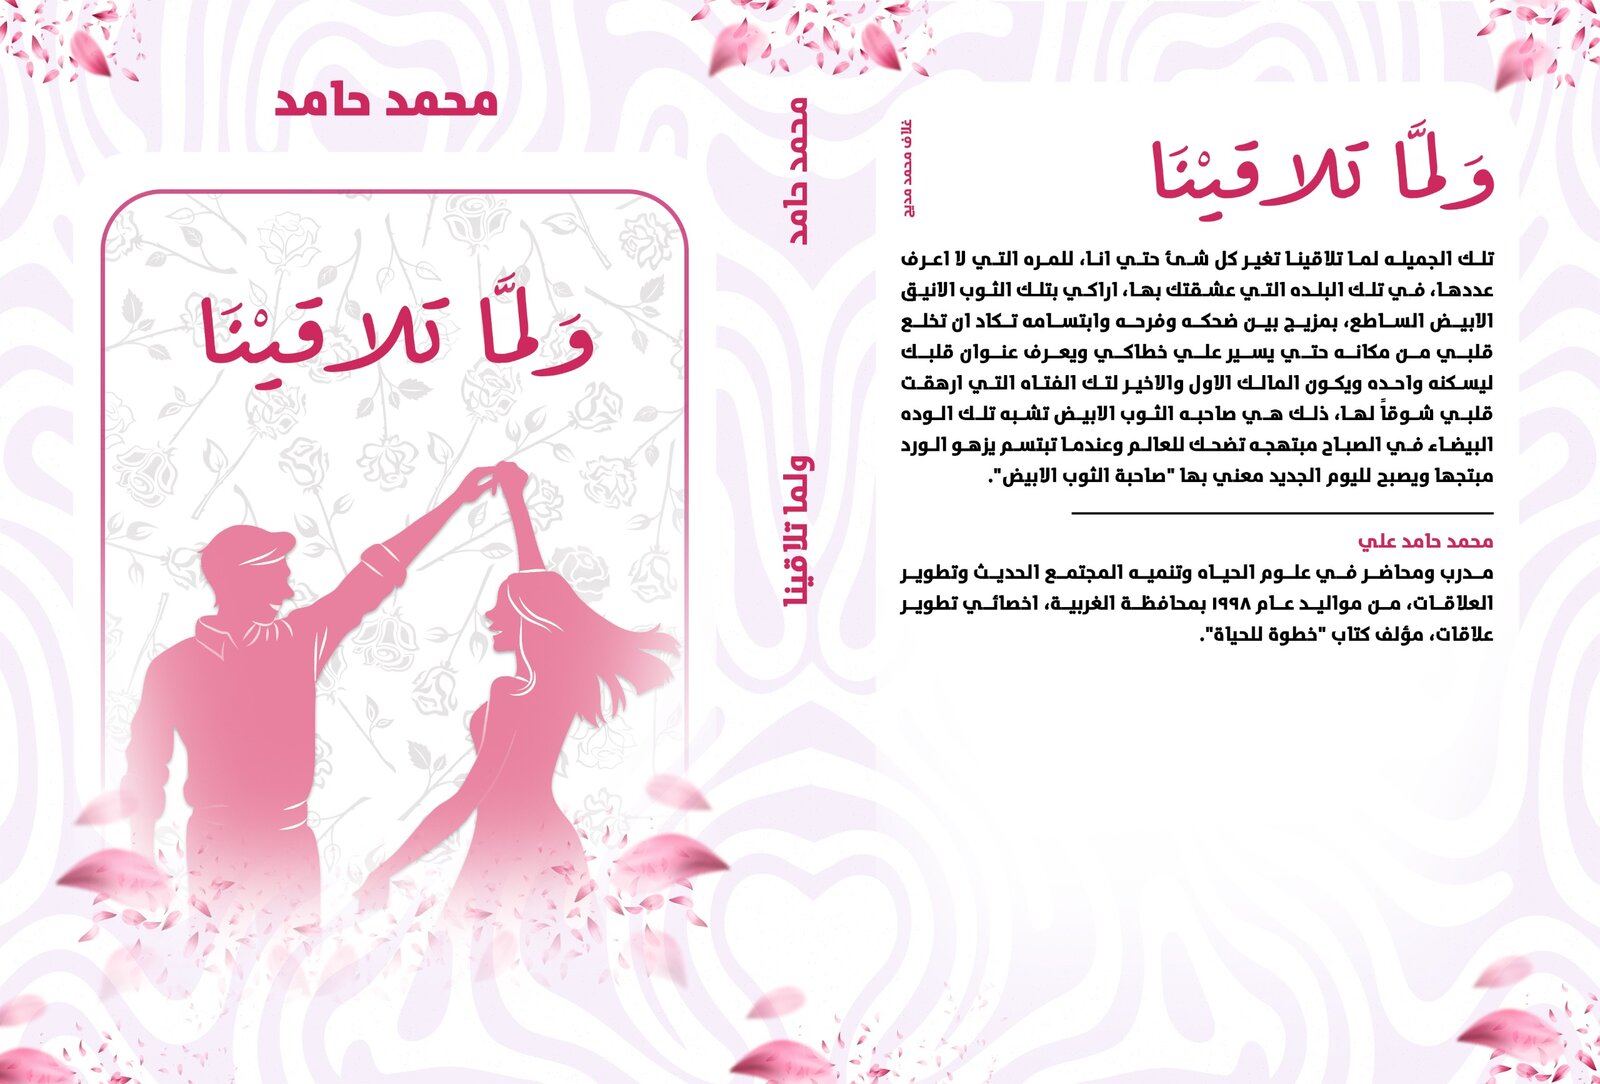 محمد حامد
وَلمَّا تَلاقَيْنَا
محمد حامد
ولما تلاقينا
غلاف محمد مديح
وَلمَّا تَلاقَيْنَا
تلك الجميله لما تلاقينا تغير كل شئ حتي انا، للمره التي لا اعرف
عددها، في تلك البلده التي عشقتك بها، اراكي بتلك الثوب الانيق
الابيض الساطع، بمزيج بين ضحكه وفرحه وابتسامه تكاد ان تخلع
قلبي من مكانه حتي يسير علي خطاكي ويعرف عنوان قلبك
ليسكنه واحده ويكون المالك الاول والاخير لتك الفتاه التي ارهقت
قلبي شوقاً لها، ذلك هي صاحبه الثوب الابيض تشبه تلك الوده
البيضاء في الصباح مبتهجه تضحك للعالم وعندما تبتسم يزهو الورد
مبتجها ويصبح لليوم الجديد معني بها "صاحبة الثوب الابيض".
محمد حامد علي
مدرب ومحاضر في علوم الحياه وتنميه المجتمع الحديث وتطوير
العلاقات، من مواليد عام ١٩٩٨ بمحافظة الغربية، اخصائي تطوير
علاقات، مؤلف كتاب "خطوة للحياة".